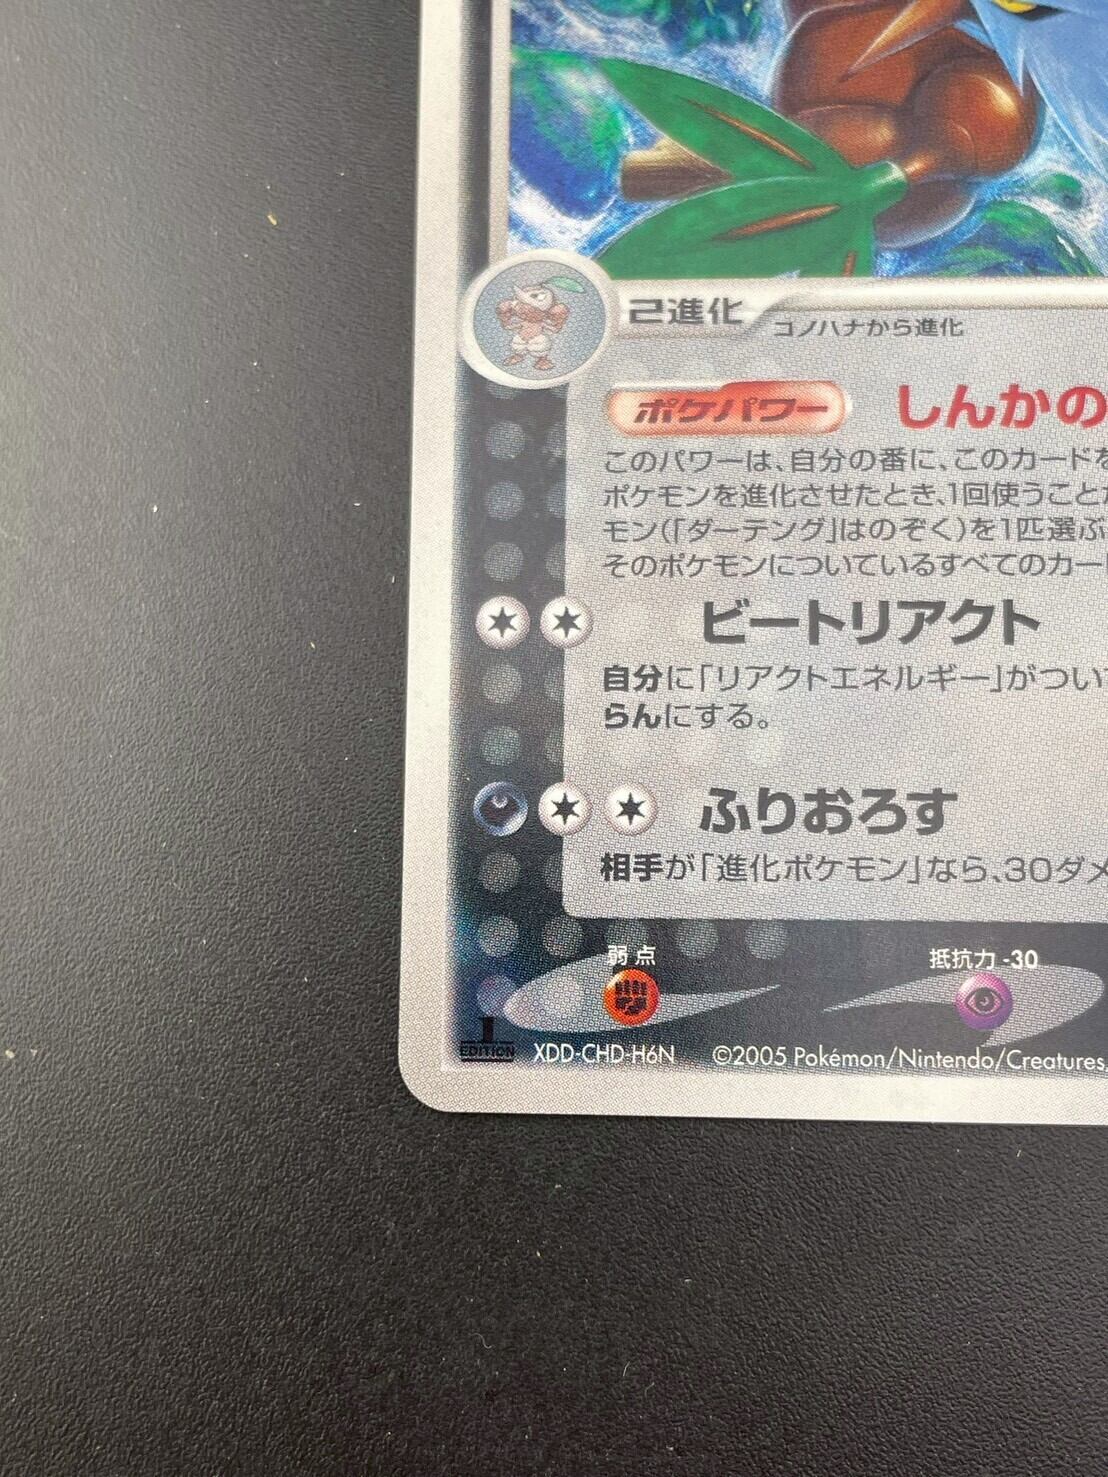 己進化
コノハナから進化
ポケパワー しんかの
このパワーは、自分の番に、このカードを
ポケモンを進化させたとき、1回使うことが
モン(「ダーテング」はのぞく)を1匹選ぶ
そのポケモンについているすべてのカー
ビートリアクト
自分に「リアクトエネルギー」がつい
らんにする。
ふりおろす
相手が「進化ポケモン」なら、30ダメ
弱点 抵抗力 -30
1 EDITION XDD-CHD-H6N ©2005 Pokémon/Nintendo/Creatures